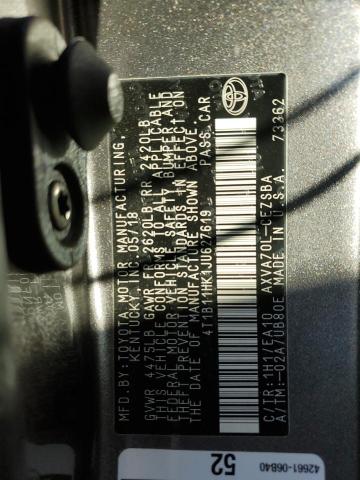 MFD. BY: TOYOTA MOTOR MANUFACTURING,
KENTUCKY, INC. 05/18
GVWR 4475LB GAWR FR 2620LB RR 2420LB
THIS VEHICLE CONFORMS TO ALL APPLICABLE
FEDERAL MOTOR VEHICLE SAFETY, BUMPER, AND
THEFT PREVENTION STANDARDS IN EFFECT ON
THE DATE OF MANUFACTURE SHOWN ABOVE.
4T1B11HK1JU627619 PASS. CAR
C/TR: 1H1/EA10 AXVA70L-CEZSBA
A/TM: -02A/UB80E MADE IN U.S.A. 73362
52
42661-06B40